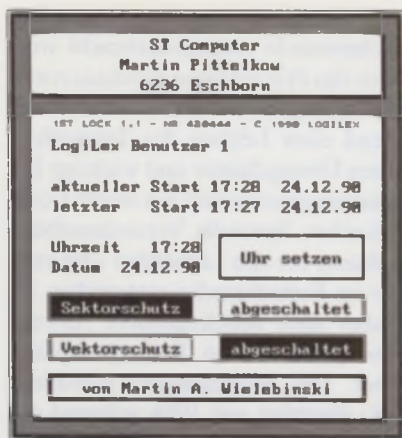 ST Computer
Martin Pittelkow
6236 Eschborn
1ST LOCK 1.1 - NR 420444 - C 1990 LOGILEX
LogiLex Benutzer 1
aktueller Start 17:28 24.12.90
letzter Start 17:27 24.12.90
Uhrzeit 17:28
Datum 24.12.90
Uhr setzen
Sektorschutz abgeschaltet
Vektorschutz abgeschaltet
von Martin A. Wielebinski